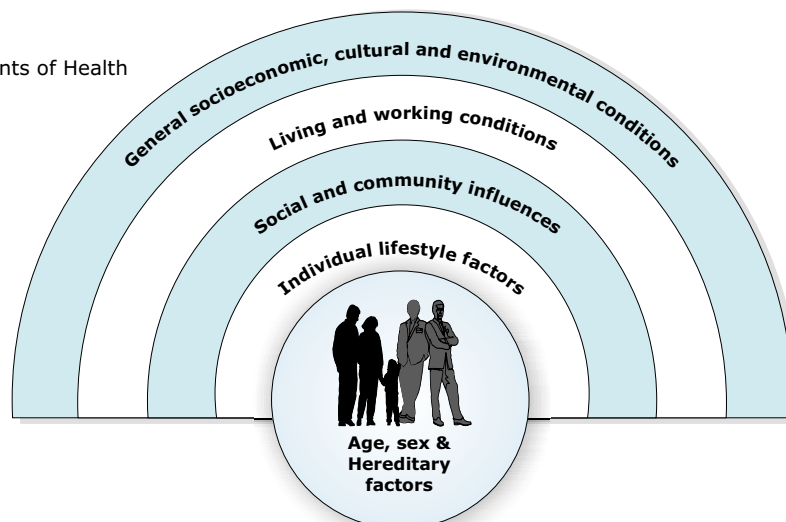 of Health
General socioeconomic, cultural and environmental conditions
Living and working conditions
Social and community influences
Individual lifestyle factors
Age, sex &
Hereditary
factors